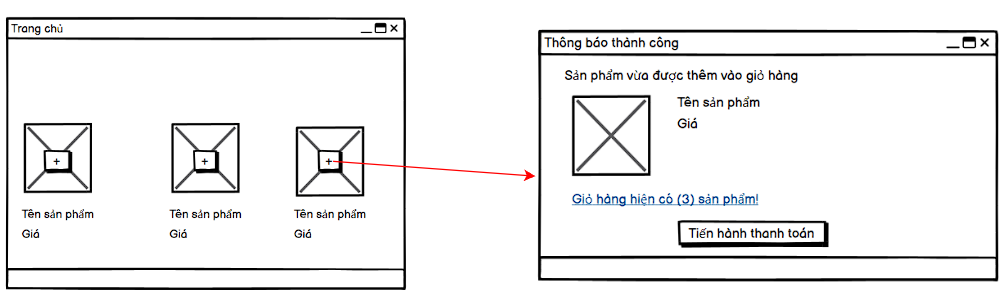 Trang chủ
+
+
+
Tên sản phẩm
Giá
Tên sản phẩm
Giá
Tên sản phẩm
Giá
Thông báo thành công
Sản phẩm vừa được thêm vào giỏ hàng
Tên sản phẩm
Giá
Giỏ hàng hiện có (3) sản phẩm!
Tiến hành thanh toán